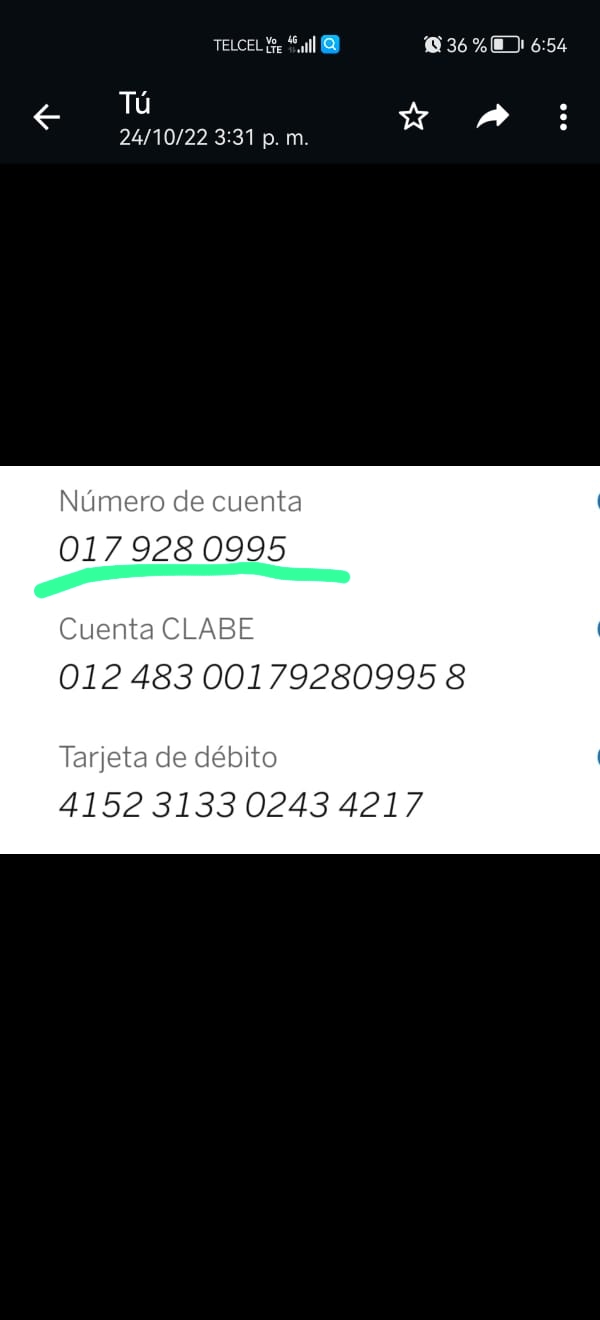 TELCEL Vo LTE 4G 36 % 6:54
Tú
24/10/22 3:31 p. m.
Número de cuenta
017 928 0995
Cuenta CLABE
012 483 00179280995 8
Tarjeta de débito
4152 3133 0243 4217